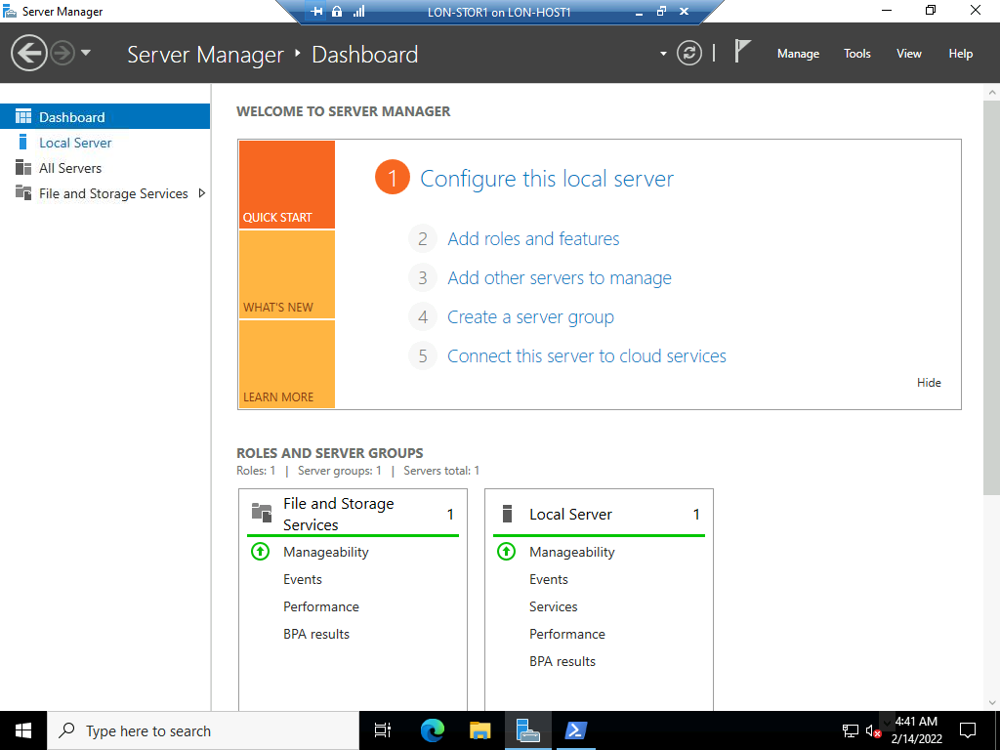 Server Manager
LON-STOR1 on LON-HOST1
Server Manager
Dashboard
Manage
Tools
View
Help
Dashboard
Local Server
All Servers
File and Storage Services
WELCOME TO SERVER MANAGER
QUICK START
WHAT'S NEW
LEARN MORE
1
Configure this local server
2
Add roles and features
3
Add other servers to manage
4
Create a server group
5
Connect this server to cloud services
Hide
ROLES AND SERVER GROUPS
Roles: 1 | Server groups: 1 | Servers total: 1
File and Storage
Services
1
Manageability
Events
Performance
BPA results
Local Server
1
Manageability
Events
Services
Performance
BPA results
Type here to search
4:41 AM
2/14/2022